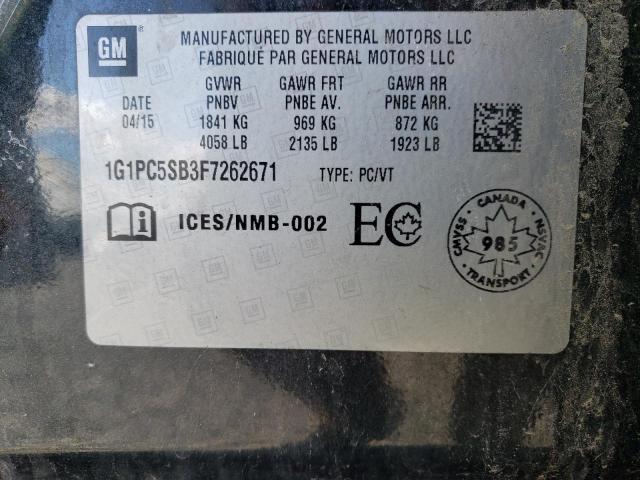 GM
MANUFACTURED BY GENERAL MOTORS LLC
FABRIQUÉ PAR GENERAL MOTORS LLC
GVWR GAWR FRT GAWR RR
DATE PNBV PNBE AV. PNBE ARR.
04/15 1841 KG 969 KG 872 KG
4058 LB 2135 LB 1923 LB
1G1PC5SB3F7262671 TYPE: PC/VT
ICES/NMB-002 EC
CANADA
CMVSS 985 NSVAC
TRANSPORT